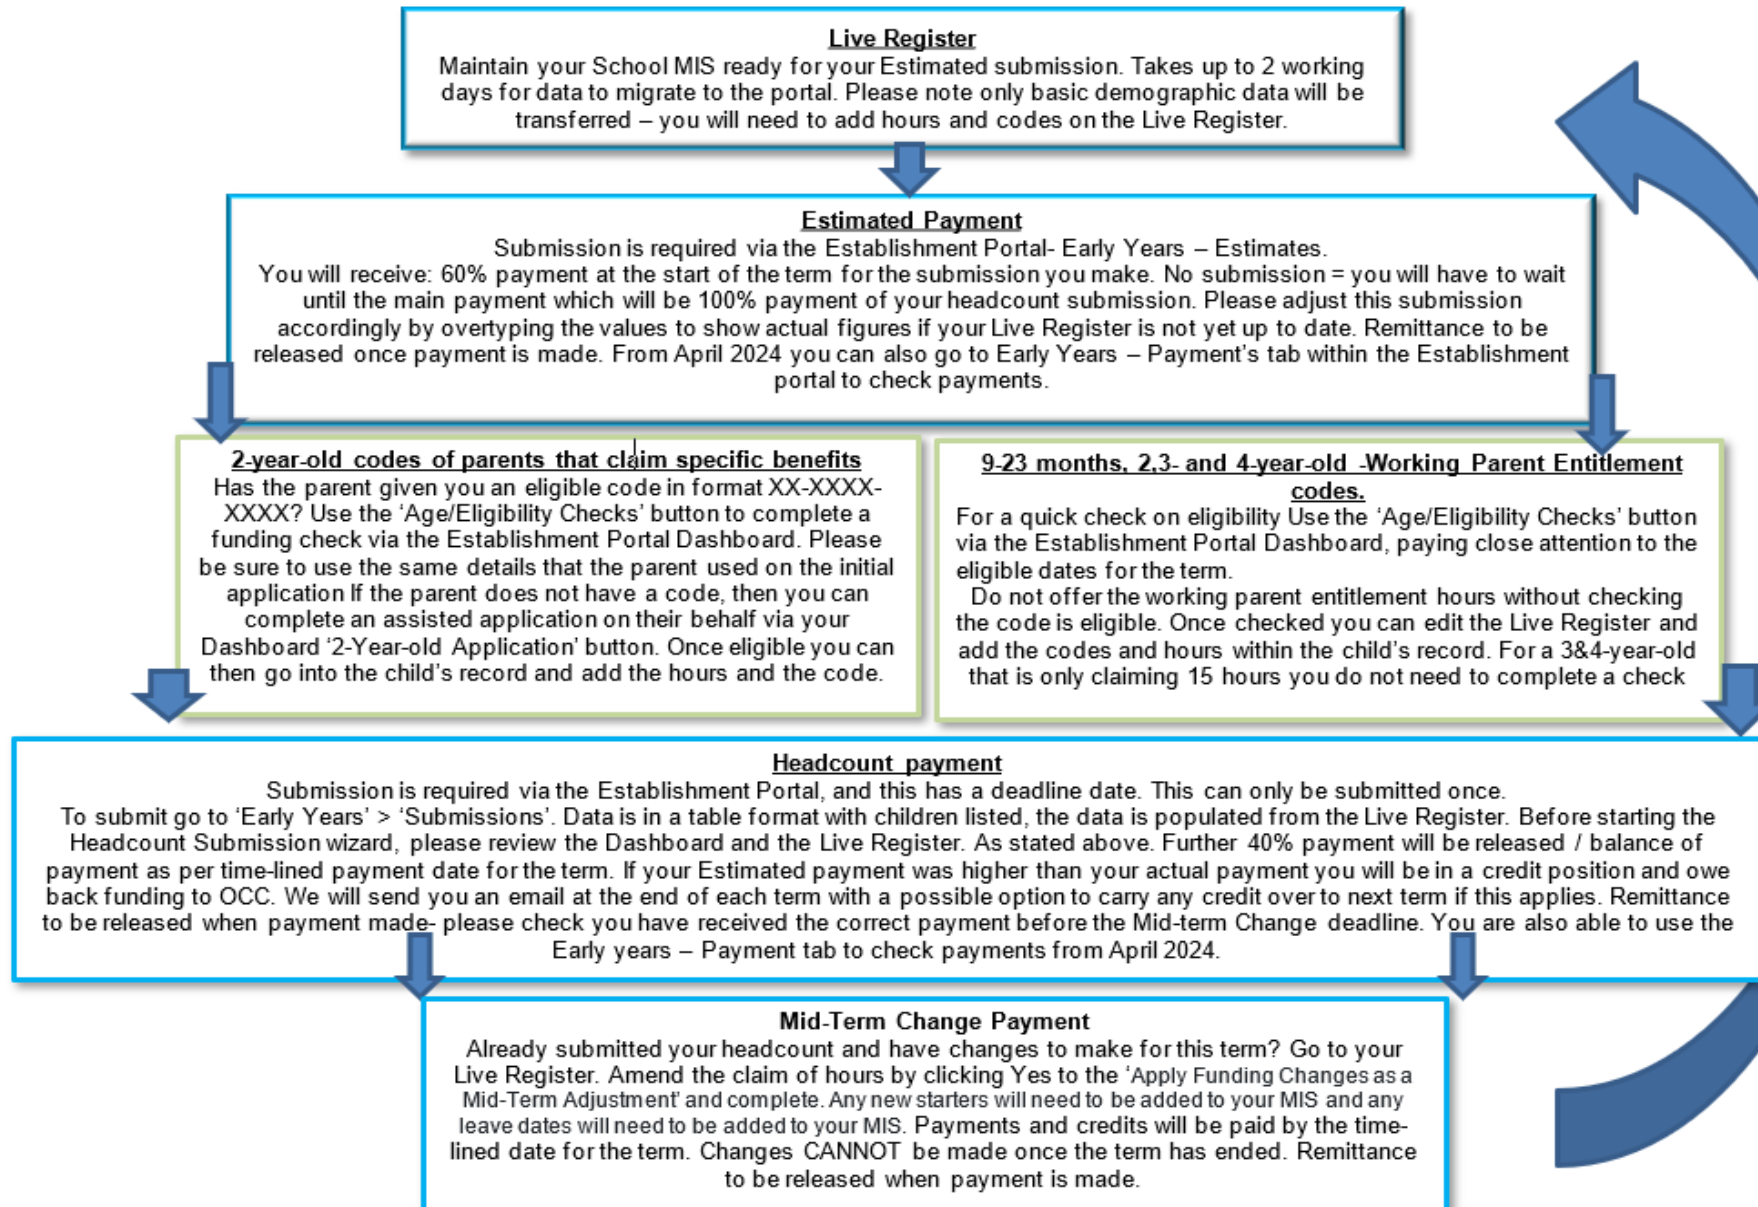 Live Register
Maintain your School MIS ready for your Estimated submission. Takes up to 2 working
days for data to migrate to the portal. Please note only basic demographic data will be
transferred – you will need to add hours and codes on the Live Register.
Estimated Payment
Submission is required via the Establishment Portal- Early Years – Estimates.
You will receive: 60% payment at the start of the term for the submission you make. No submission = you will have to wait
until the main payment which will be 100% payment of your headcount submission. Please adjust this submission
accordingly by overtyping the values to show actual figures if your Live Register is not yet up to date. Remittance to be
released once payment is made. From April 2024 you can also go to Early Years – Payment's tab within the Establishment
portal to check payments.
2-year-old codes of parents that claim specific benefits
Has the parent given you an eligible code in format XX-XXXX-
XXXX? Use the 'Age/Eligibility Checks' button to complete a
funding check via the Establishment Portal Dashboard. Please
be sure to use the same details that the parent used on the initial
application If the parent does not have a code, then you can
complete an assisted application on their behalf via your
Dashboard '2-Year-old Application' button. Once eligible you can
then go into the child's record and add the hours and the code.
9-23 months, 2,3- and 4-year-old -Working Parent Entitlement
codes.
For a quick check on eligibility Use the 'Age/Eligibility Checks' button
via the Establishment Portal Dashboard, paying close attention to the
eligible dates for the term.
Do not offer the working parent entitlement hours without checking
the code is eligible. Once checked you can edit the Live Register and
add the codes and hours within the child's record. For a 3&4-year-old
that is only claiming 15 hours you do not need to complete a check
Headcount payment
Submission is required via the Establishment Portal, and this has a deadline date. This can only be submitted once.
To submit go to 'Early Years' > 'Submissions'. Data is in a table format with children listed, the data is populated from the Live Register. Before starting the
Headcount Submission wizard, please review the Dashboard and the Live Register. As stated above. Further 40% payment will be released / balance of
payment as per time-lined payment date for the term. If your Estimated payment was higher than your actual payment you will be in a credit position and owe
back funding to OCC. We will send you an email at the end of each term with a possible option to carry any credit over to next term if this applies. Remittance
to be released when payment made- please check you have received the correct payment before the Mid-term Change deadline. You are also able to use the
Early years – Payment tab to check payments from April 2024.
Mid-Term Change Payment
Already submitted your headcount and have changes to make for this term? Go to your
Live Register. Amend the claim of hours by clicking Yes to the 'Apply Funding Changes as a
Mid-Term Adjustment' and complete. Any new starters will need to be added to your MIS and any
leave dates will need to be added to your MIS. Payments and credits will be paid by the time-
lined date for the term. Changes CANNOT be made once the term has ended. Remittance
to be released when payment is made.